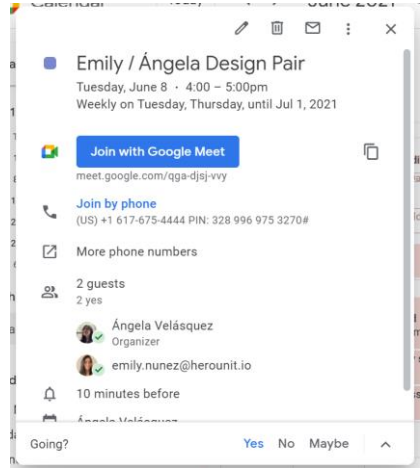 Calendar
June 2021
Emily / Ángela Design Pair
Tuesday, June 8 · 4:00 – 5:00pm
Weekly on Tuesday, Thursday, until Jul 1, 2021
Join with Google Meet
meet.google.com/qga-djsj-vvy
Join by phone
(US) +1 617-675-4444 PIN: 328 996 975 3270#
More phone numbers
2 guests
2 yes
Ángela Velásquez
Organizer
emily.nunez@herounit.io
10 minutes before
Ángela Velásquez
Going?
Yes No Maybe